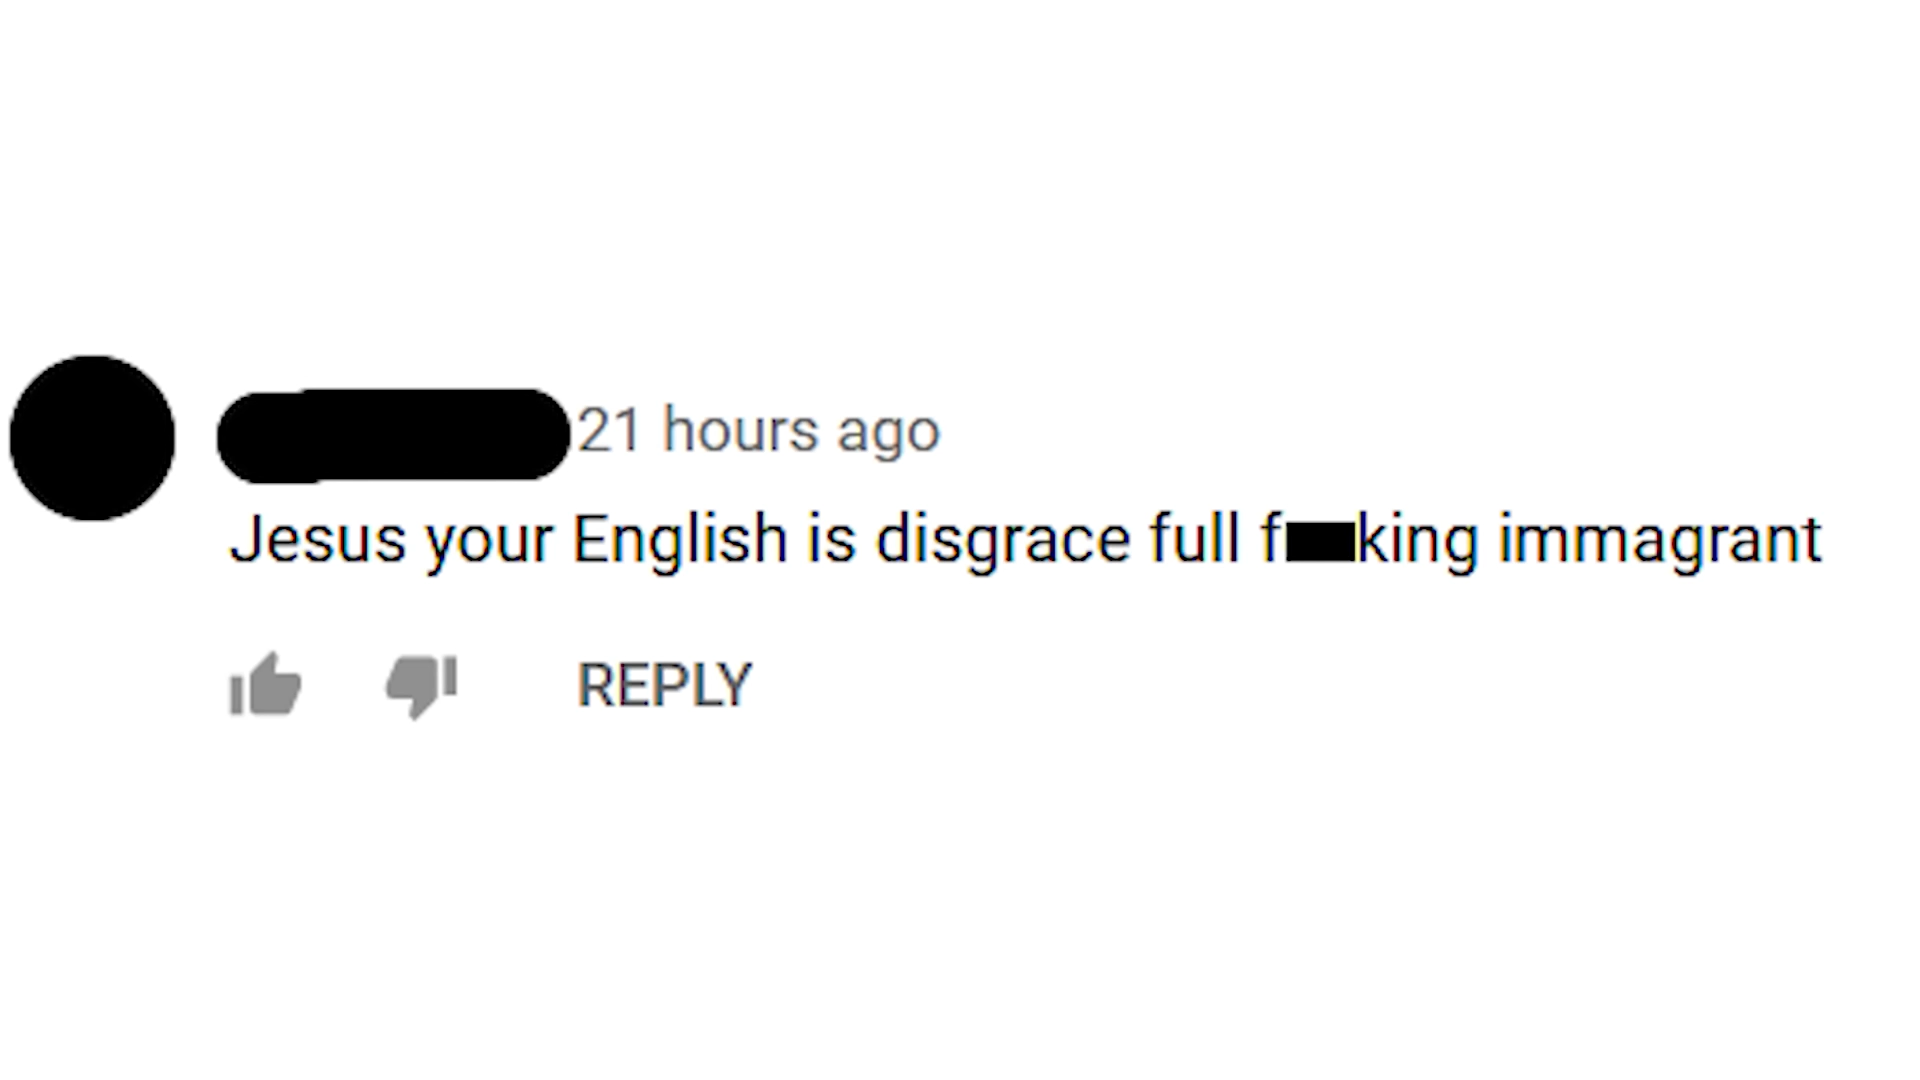 21 hours ago
Jesus your English is disgrace full f king immagrant
REPLY